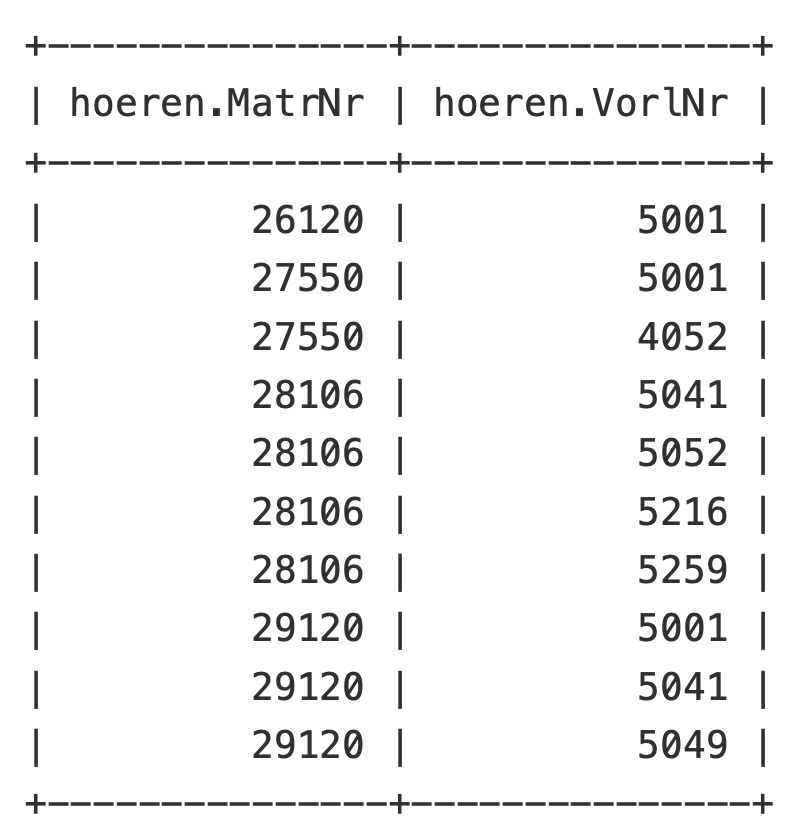 +---------------+----------------+
| hoeren.MatrNr | hoeren.VorlNr |
+---------------+----------------+
| 26120 | 5001 |
| 27550 | 5001 |
| 27550 | 4052 |
| 28106 | 5041 |
| 28106 | 5052 |
| 28106 | 5216 |
| 28106 | 5259 |
| 29120 | 5001 |
| 29120 | 5041 |
| 29120 | 5049 |
+---------------+----------------+